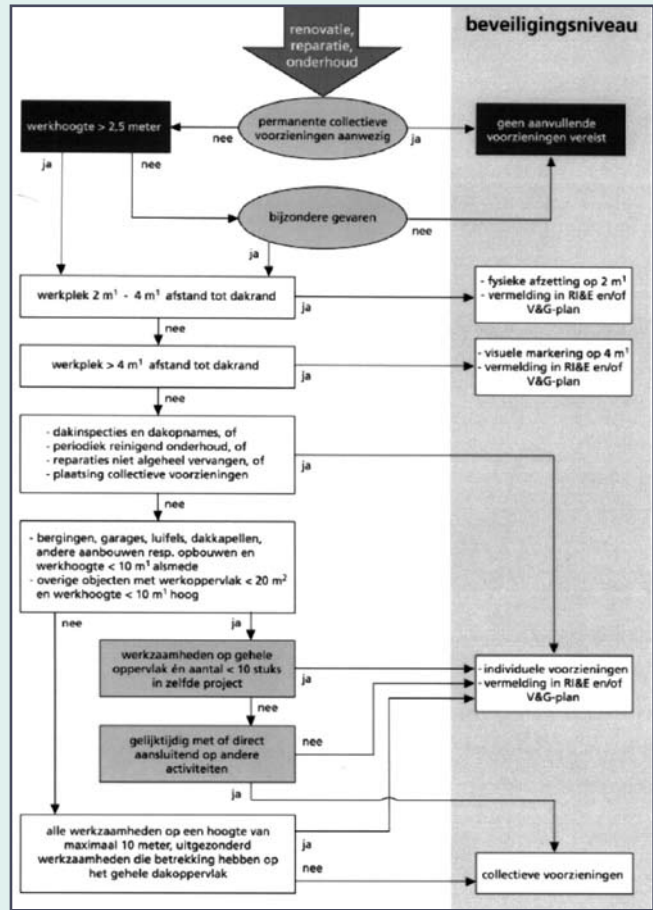 renovatie,
reparatie,
onderhoud
beveiligingsniveau
werkhoogte > 2,5 meter
nee
permanente collectieve
voorzieningen aanwezig
ja
geen aanvullende
voorzieningen vereist
ja
nee
bijzondere gevaren
nee
ja
werkplek 2 m¹ - 4 m¹ afstand tot dakrand
ja
- fysieke afzetting op 2 m¹
- vermelding in RI&E en/of
V&G-plan
nee
werkplek > 4 m¹ afstand tot dakrand
ja
- visuele markering op 4 m¹
- vermelding in RI&E en/of
V&G-plan
nee
- dakinspecties en dakopnames, of
- periodiek reinigend onderhoud, of
- reparaties niet algeheel vervangen, of
- plaatsing collectieve voorzieningen
ja
nee
- bergingen, garages, luifels, dakkapellen,
andere aanbouwen resp. opbouwen en
werkhoogte < 10 m¹ alsmede
- overige objecten met werkoppervlak < 20 m²
en werkhoogte < 10 m¹ hoog
nee
ja
werkzaamheden op gehele
oppervlak én aantal < 10 stuks
in zelfde project
ja
- individuele voorzieningen
- vermelding in RI&E en/of
V&G-plan
nee
gelijktijdig met of direct
aansluitend op andere
activiteiten
nee
ja
alle werkzaamheden op een hoogte van
maximaal 10 meter, uitgezonderd
werkzaamheden die betrekking hebben op
het gehele dakoppervlak
ja
nee
collectieve voorzieningen